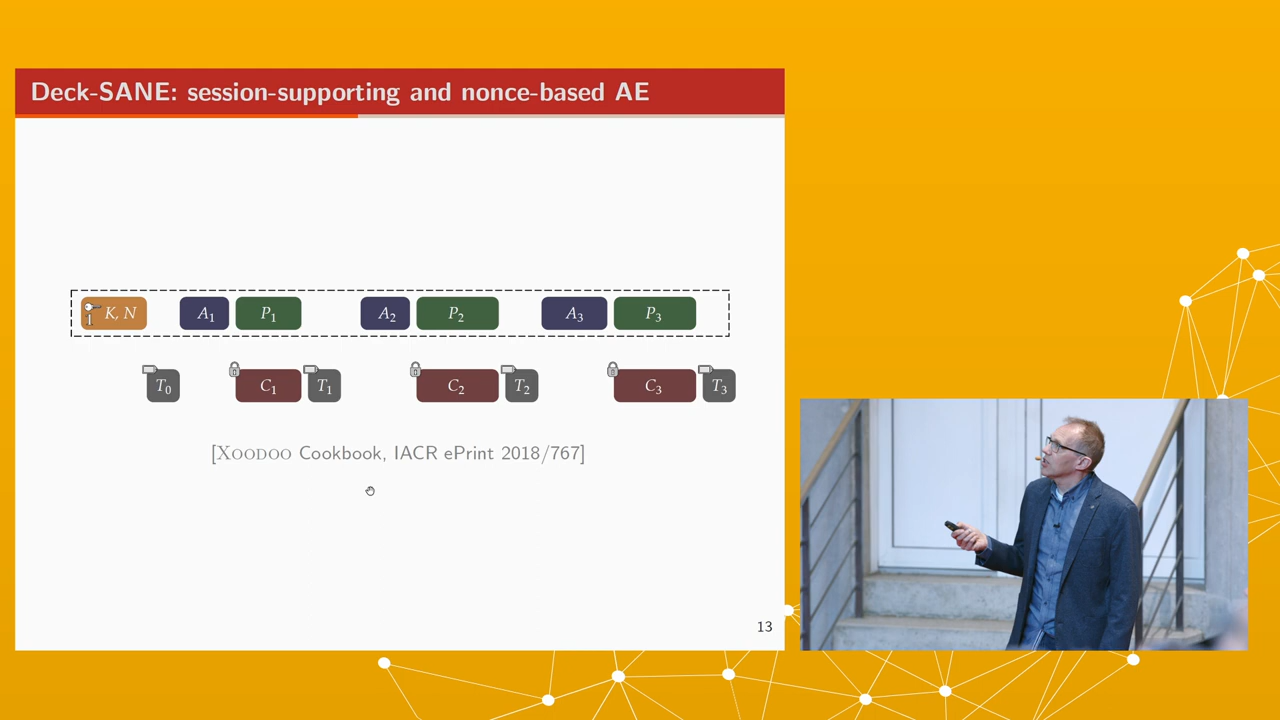 Deck-SANE: session-supporting and nonce-based AE
K, N A₁ P₁ A₂ P₂ A₃ P₃
T₀ C₁ T₁ C₂ T₂ C₃ T₃
[XOODOO Cookbook, IACR ePrint 2018/767]
13